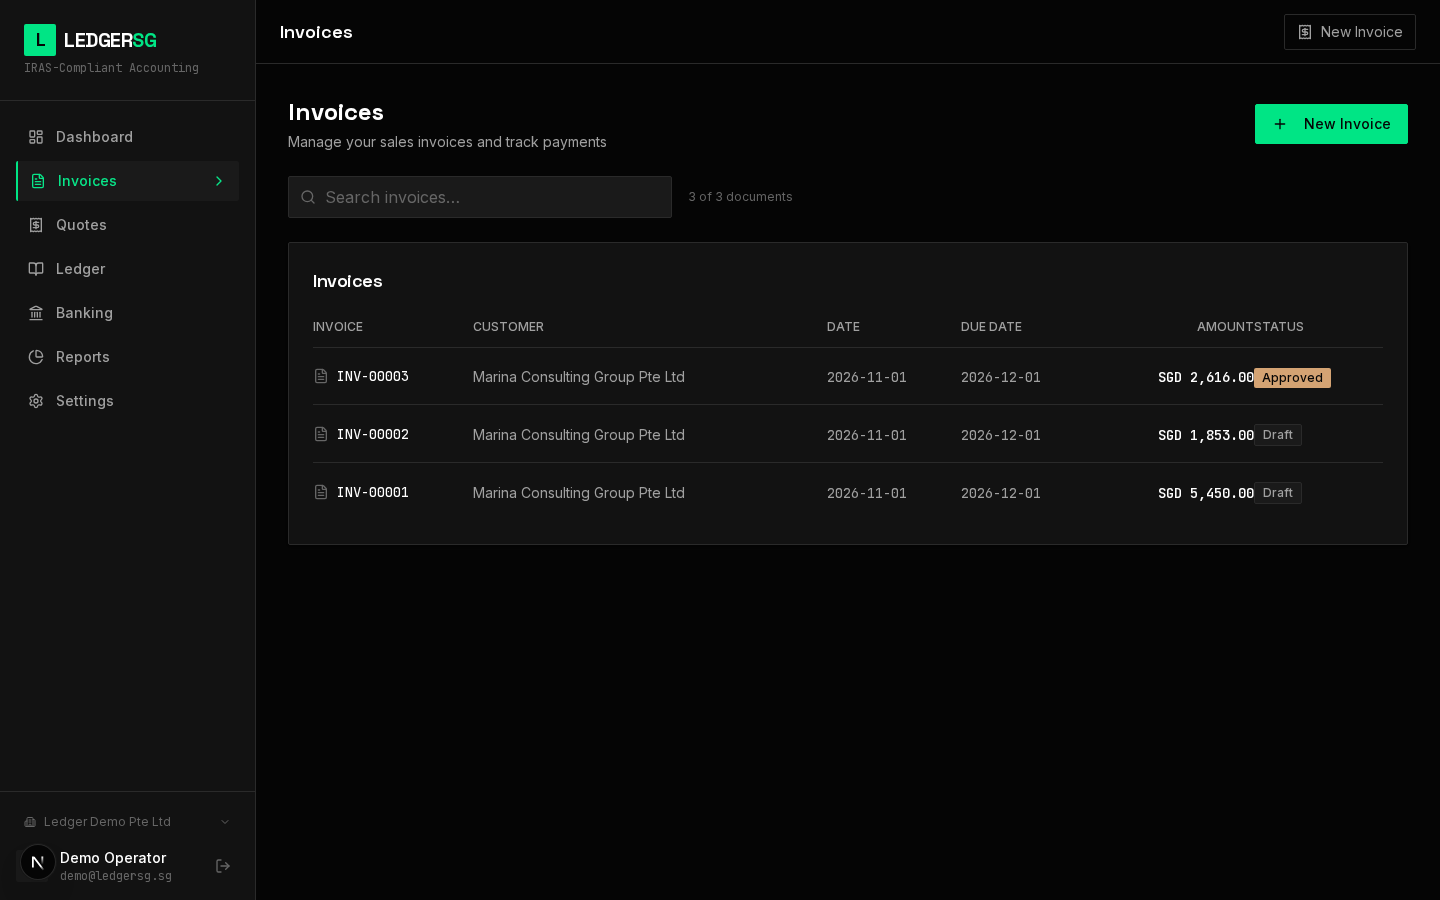 L LEDGERSG
IRAS-Compliant Accounting
Dashboard
Invoices
Quotes
Ledger
Banking
Reports
Settings
Ledger Demo Pte Ltd
N
Demo Operator
demo@ledgersg.sg
Invoices
New Invoice
Invoices
Manage your sales invoices and track payments
New Invoice
Search invoices...
3 of 3 documents
Invoices
INVOICE CUSTOMER DATE DUE DATE AMOUNT STATUS
INV-00003 Marina Consulting Group Pte Ltd 2026-11-01 2026-12-01 SGD 2,616.00 Approved
INV-00002 Marina Consulting Group Pte Ltd 2026-11-01 2026-12-01 SGD 1,853.00 Draft
INV-00001 Marina Consulting Group Pte Ltd 2026-11-01 2026-12-01 SGD 5,450.00 Draft